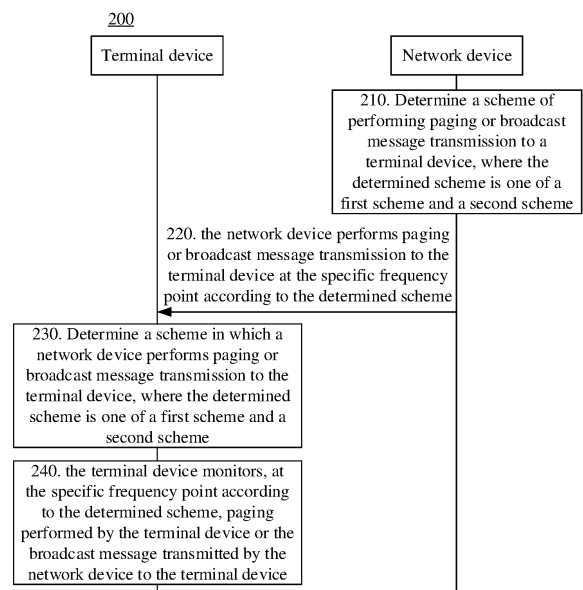 200
Terminal device
Network device
210. Determine a scheme of
performing paging or broadcast
message transmission to a
terminal device, where the
determined scheme is one of a
first scheme and a second scheme
220. the network device performs paging
or broadcast message transmission to the
terminal device at the specific frequency
point according to the determined scheme
230. Determine a scheme in which a
network device performs paging or
broadcast message transmission to the
terminal device, where the determined
scheme is one of a first scheme and a
second scheme
240. the terminal device monitors, at
the specific frequency point according
to the determined scheme, paging
performed by the terminal device or the
broadcast message transmitted by the
network device to the terminal device